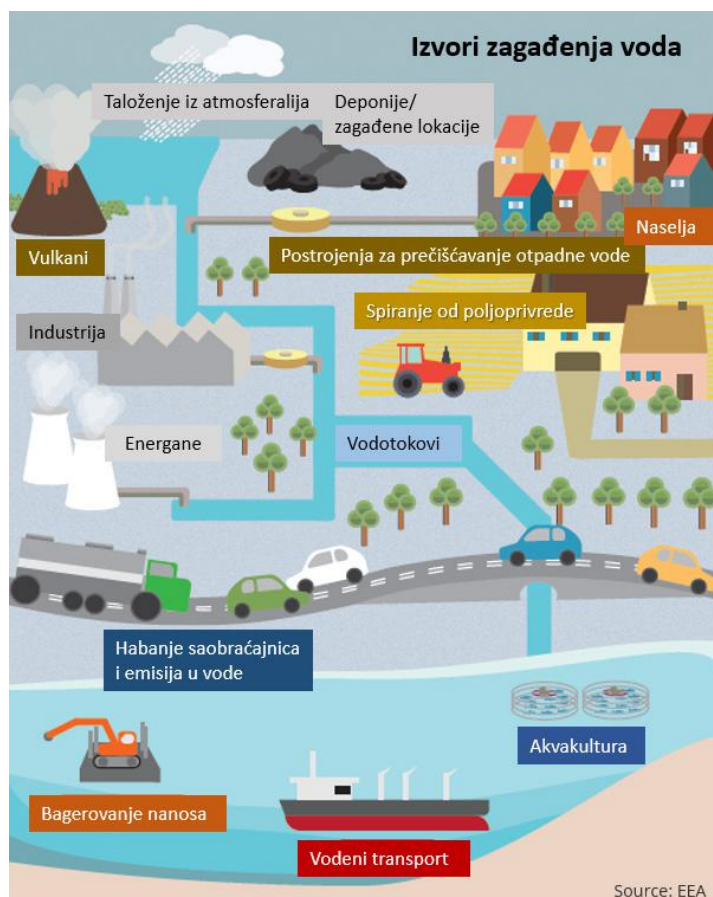 Izvori zagađenja voda
Taloženje iz atmosferalija
Deponije/
zagađene lokacije
Naselja
Vulkani
Postrojenja za prečišćavanje otpadne vode
Spiranje od poljoprivrede
Industrija
Energane
Vodotokovi
Habanje saobraćajnica
i emisija u vode
Akvakultura
Bagerovanje nanosa
Vodeni transport
Source: EEA